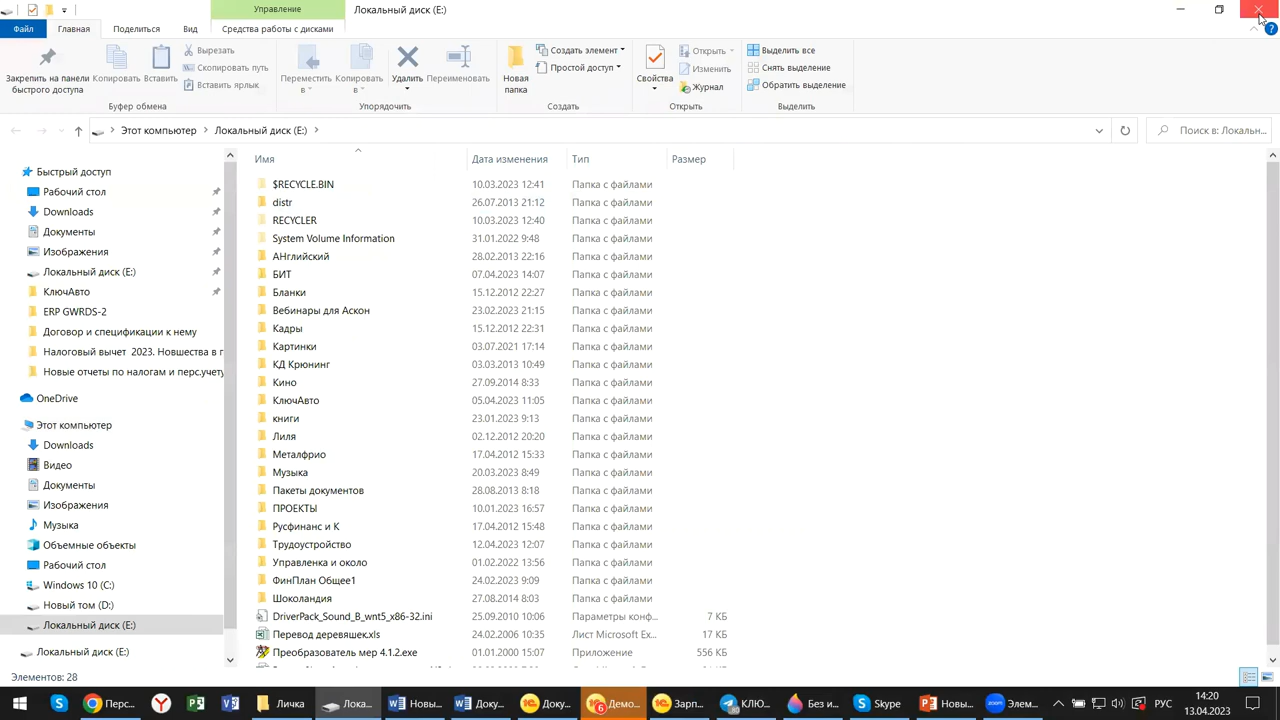 Управление
Локальный диск (E:)
Файл
Главная
Поделиться
Вид
Средства работы с дисками
Закрепить на панели быстрого доступа
Копировать
Вставить
Вырезать
Скопировать путь
Вставить ярлык
Буфер обмена
Переместить в
Копировать в
Удалить
Переименовать
Упорядочить
Новая папка
Создать элемент
Простой доступ
Создать
Свойства
Открыть
Изменить
Журнал
Открыть
Выделить все
Снять выделение
Обратить выделение
Выделить
Этот компьютер
Локальный диск (E:)
Поиск в: Локальн...
Быстрый доступ
Рабочий стол
Downloads
Документы
Изображения
Локальный диск (E:)
КлючАвто
ERP GWRDS-2
Договор и спецификации к нему
Налоговый вычет 2023. Новшества в г
Новые отчеты по налогам и перс.учету
OneDrive
Этот компьютер
Downloads
Видео
Документы
Изображения
Музыка
Объемные объекты
Рабочий стол
Windows 10 (C:)
Новый том (D:)
Локальный диск (E:)
Локальный диск (E:)
Имя Дата изменения Тип Размер
$RECYCLE.BIN 10.03.2023 12:41 Папка с файлами
distr 26.07.2013 21:12 Папка с файлами
RECYCLER 10.03.2023 12:40 Папка с файлами
System Volume Information 31.01.2022 9:48 Папка с файлами
АНглийский 28.02.2013 22:16 Папка с файлами
БИТ 07.04.2023 14:07 Папка с файлами
Бланки 15.12.2012 22:27 Папка с файлами
Вебинары для Аскон 23.02.2023 21:15 Папка с файлами
Кадры 15.12.2012 22:31 Папка с файлами
Картинки 03.07.2021 17:14 Папка с файлами
КД Крюнинг 03.03.2013 10:49 Папка с файлами
Кино 27.09.2014 8:33 Папка с файлами
КлючАвто 05.04.2023 11:05 Папка с файлами
книги 23.01.2023 9:13 Папка с файлами
Лиля 02.12.2012 20:20 Папка с файлами
Металфрио 17.04.2012 15:33 Папка с файлами
Музыка 20.03.2023 8:49 Папка с файлами
Пакеты документов 28.08.2013 8:18 Папка с файлами
ПРОЕКТЫ 10.01.2023 16:57 Папка с файлами
Русфинанс и К 17.04.2012 15:48 Папка с файлами
Трудоустройство 12.04.2023 12:07 Папка с файлами
Управленка и около 01.02.2022 13:56 Папка с файлами
ФинПлан Общее1 24.02.2023 9:09 Папка с файлами
Шоколандия 27.08.2014 8:03 Папка с файлами
DriverPack_Sound_B_wnt5_x86-32.ini 25.09.2010 10:06 Параметры конф... 7 КБ
Перевод деревяшек.xls 24.02.2006 10:35 Лист Microsoft Ex... 17 КБ
Преобразователь мер 4.1.2.exe 01.01.2000 15:07 Приложение 556 КБ
Элементов: 28
Перс...
Личка
Лока...
Новы...
Доку...
Доку...
Демо...
Зарп...
КЛЮ...
Без и...
Skype
Новы...
Элем...
РУС
14:20
13.04.2023